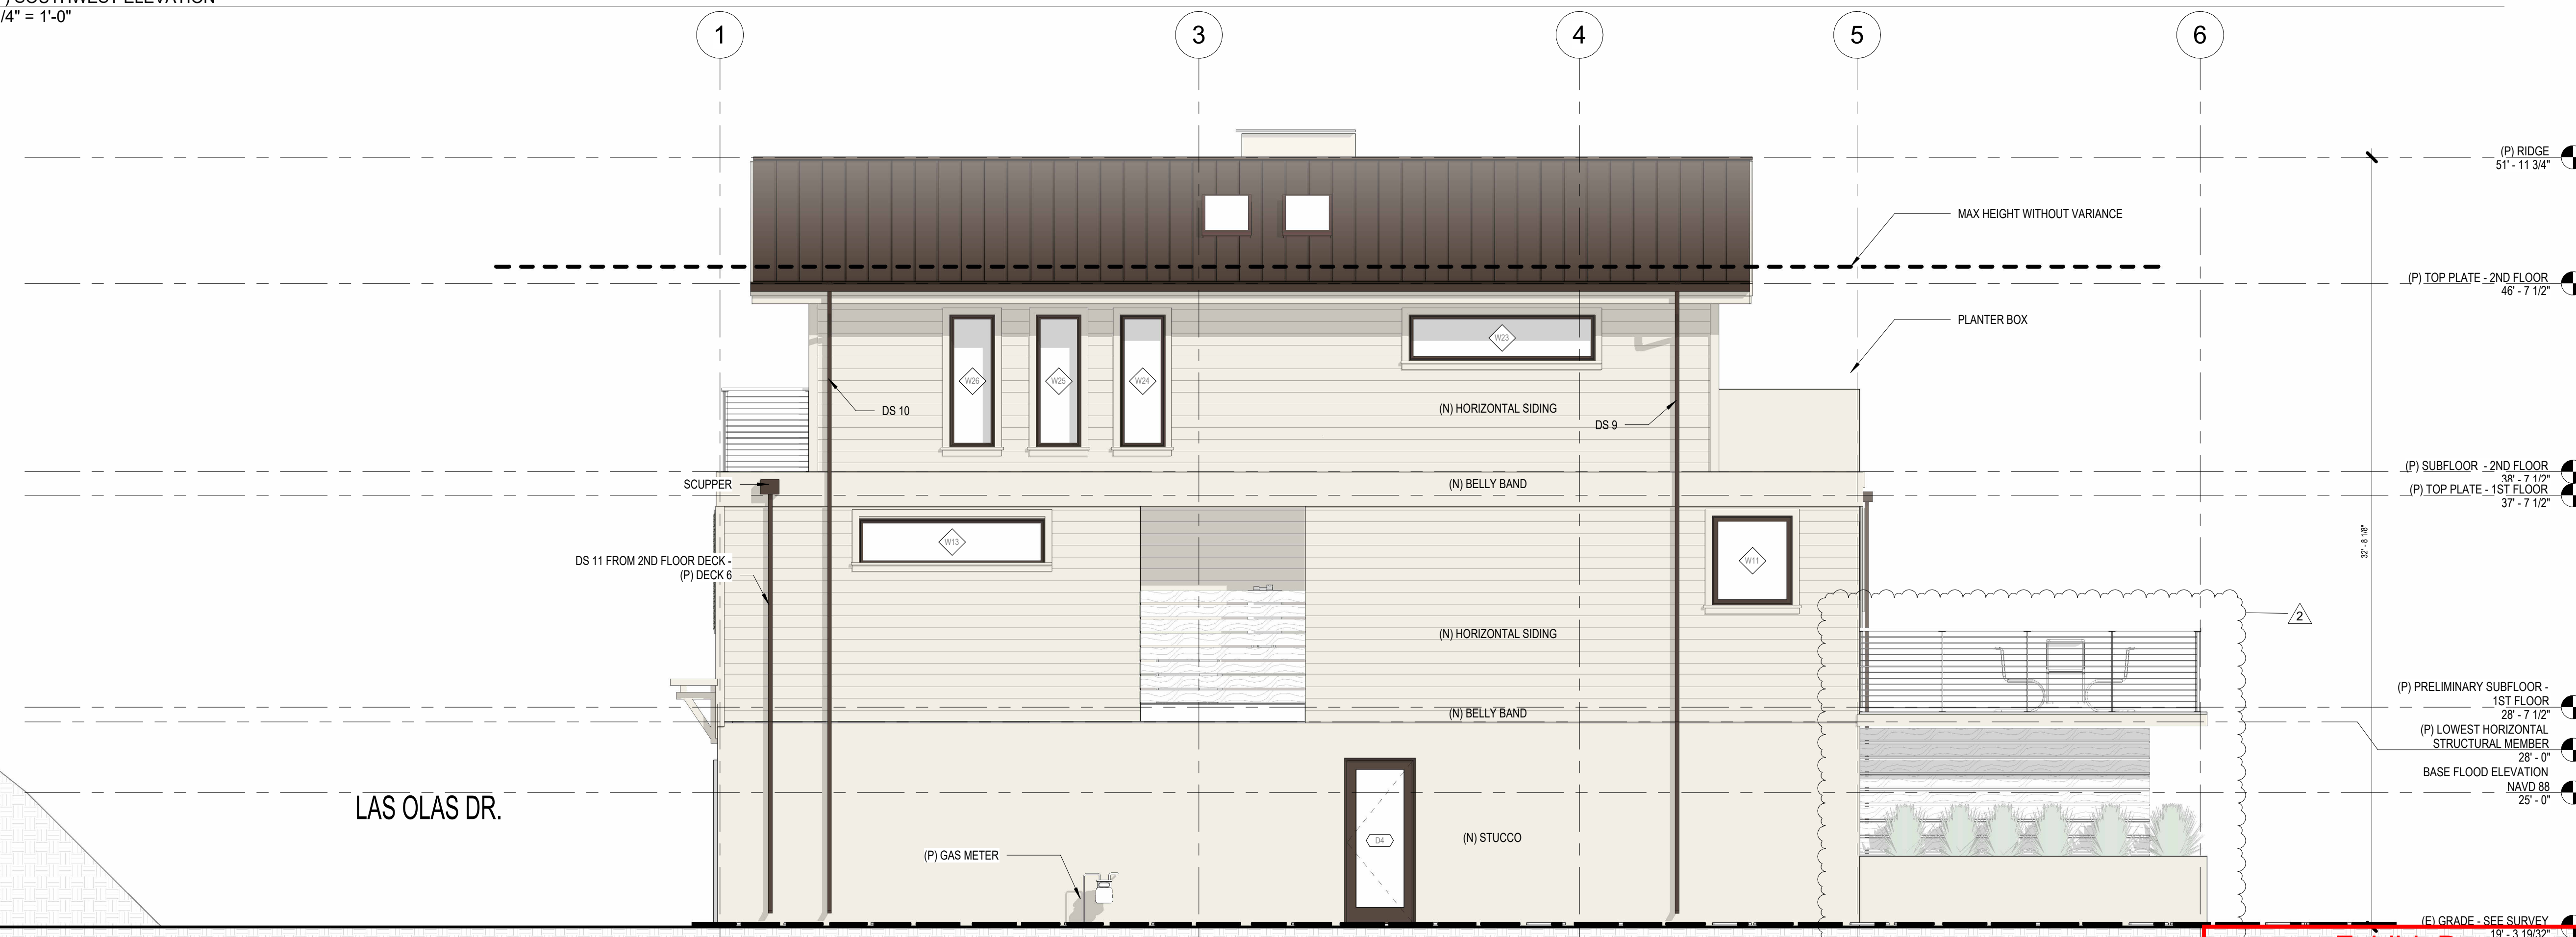 /4" = 1'-0"
1
3
4
5
6
(P) RIDGE
51' - 11 3/4"
MAX HEIGHT WITHOUT VARIANCE
(P) TOP PLATE - 2ND FLOOR
46' - 7 1/2"
PLANTER BOX
W26
W25
W24
W23
DS 10
(N) HORIZONTAL SIDING
DS 9
(P) SUBFLOOR - 2ND FLOOR
38' - 7 1/2"
SCUPPER
(N) BELLY BAND
(P) TOP PLATE - 1ST FLOOR
37' - 7 1/2"
32' - 8 1/8"
W13
W11
DS 11 FROM 2ND FLOOR DECK -
(P) DECK 6
2
(N) HORIZONTAL SIDING
(P) PRELIMINARY SUBFLOOR -
1ST FLOOR
28' - 7 1/2"
(N) BELLY BAND
(P) LOWEST HORIZONTAL
STRUCTURAL MEMBER
28' - 0"
BASE FLOOD ELEVATION
NAVD 88
25' - 0"
LAS OLAS DR.
D4
(N) STUCCO
(P) GAS METER
(E) GRADE - SEE SURVEY
19' - 3 19/32"